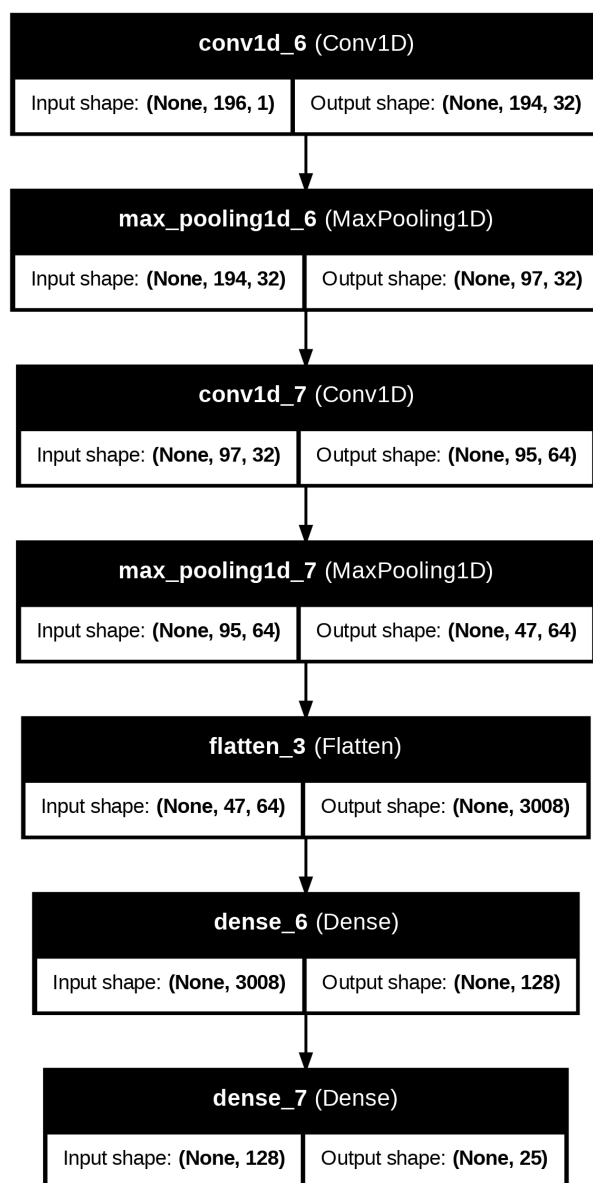 conv1d_6 (Conv1D)
Input shape: (None, 196, 1) Output shape: (None, 194, 32)
max_pooling1d_6 (MaxPooling1D)
Input shape: (None, 194, 32) Output shape: (None, 97, 32)
conv1d_7 (Conv1D)
Input shape: (None, 97, 32) Output shape: (None, 95, 64)
max_pooling1d_7 (MaxPooling1D)
Input shape: (None, 95, 64) Output shape: (None, 47, 64)
flatten_3 (Flatten)
Input shape: (None, 47, 64) Output shape: (None, 3008)
dense_6 (Dense)
Input shape: (None, 3008) Output shape: (None, 128)
dense_7 (Dense)
Input shape: (None, 128) Output shape: (None, 25)